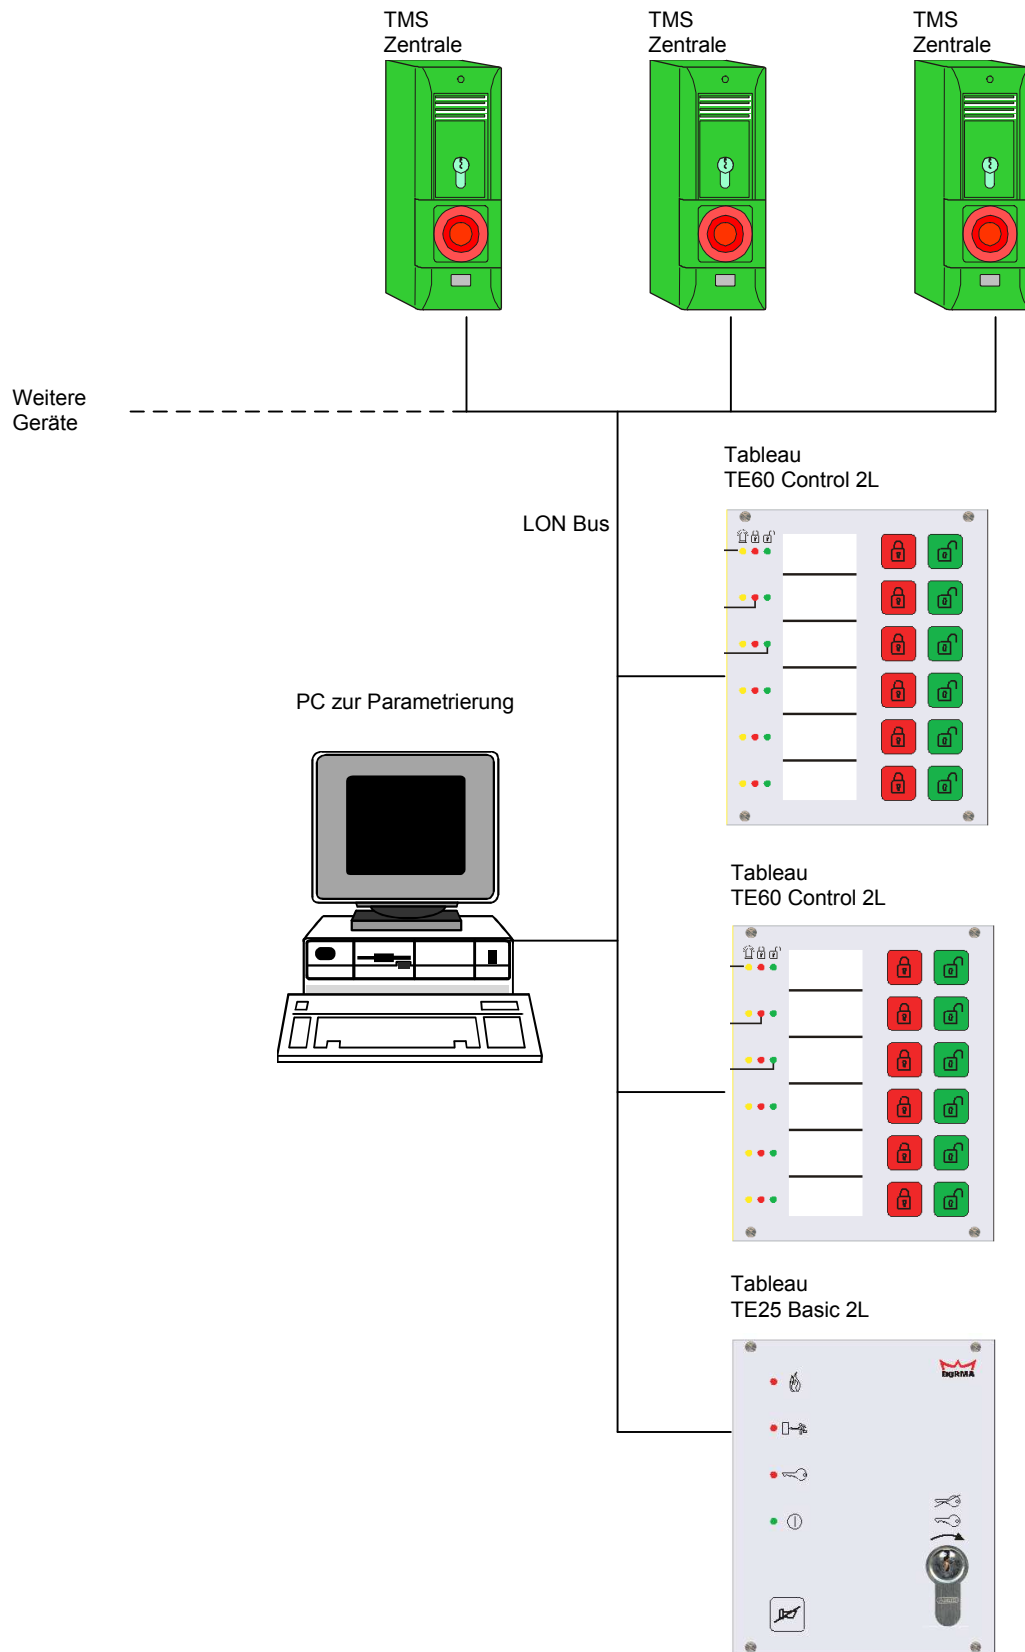 TMS
Zentrale
TMS
Zentrale
TMS
Zentrale
Weitere
Geräte
Tableau
TE60 Control 2L
LON Bus
PC zur Parametrierung
Tableau
TE60 Control 2L
Tableau
TE25 Basic 2L
DORMA